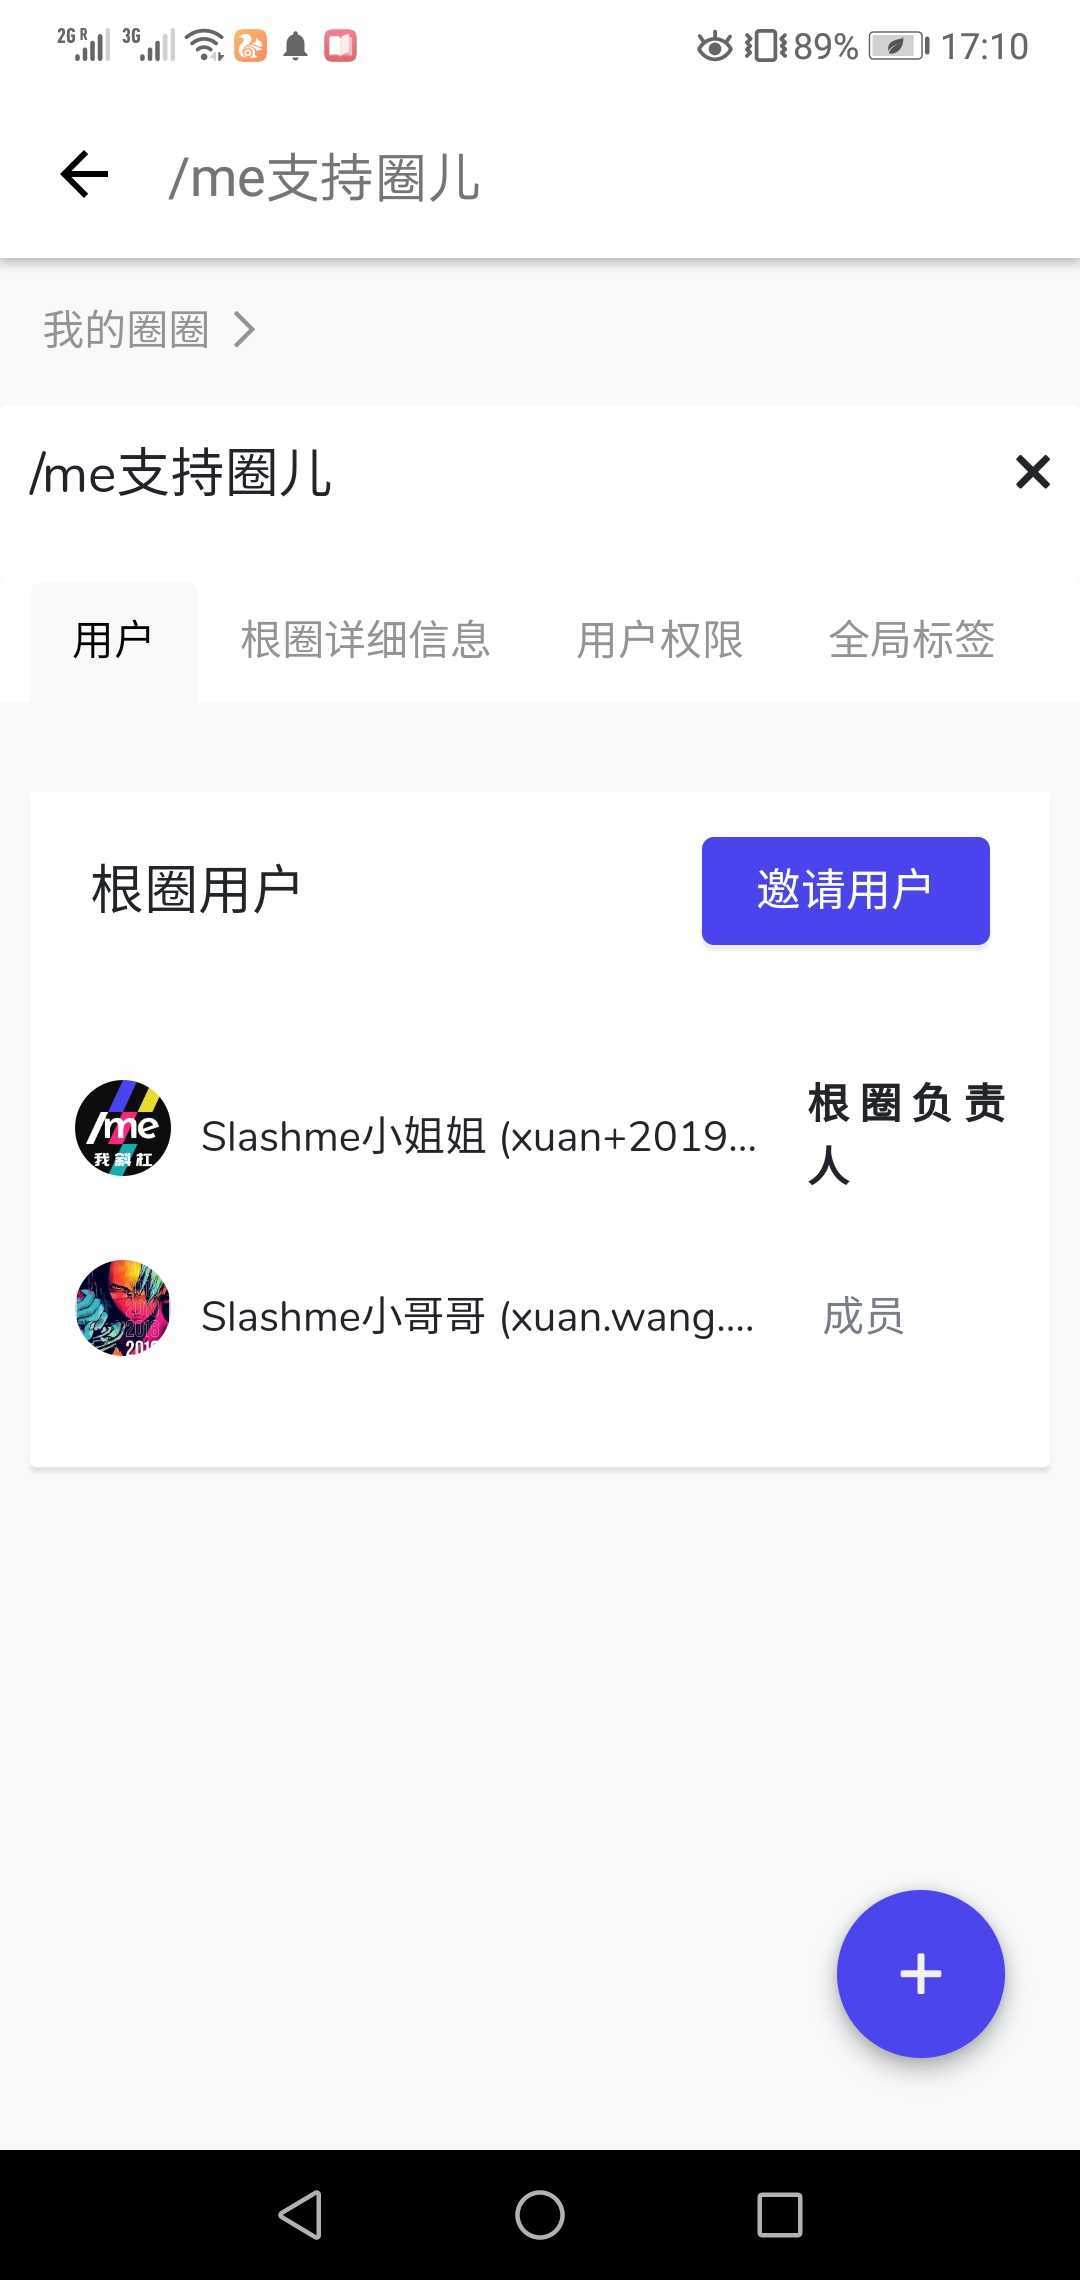 2G R 3G 89% 17:10
/me支持圈儿
我的圈圈
/me支持圈儿
用户 根圈详细信息 用户权限 全局标签
根圈用户 邀请用户
/me
我斜杠
Slashme小姐姐 (xuan+2019... 根圈负责
人
2018
2019
Slashme小哥哥 (xuan.wang.... 成员